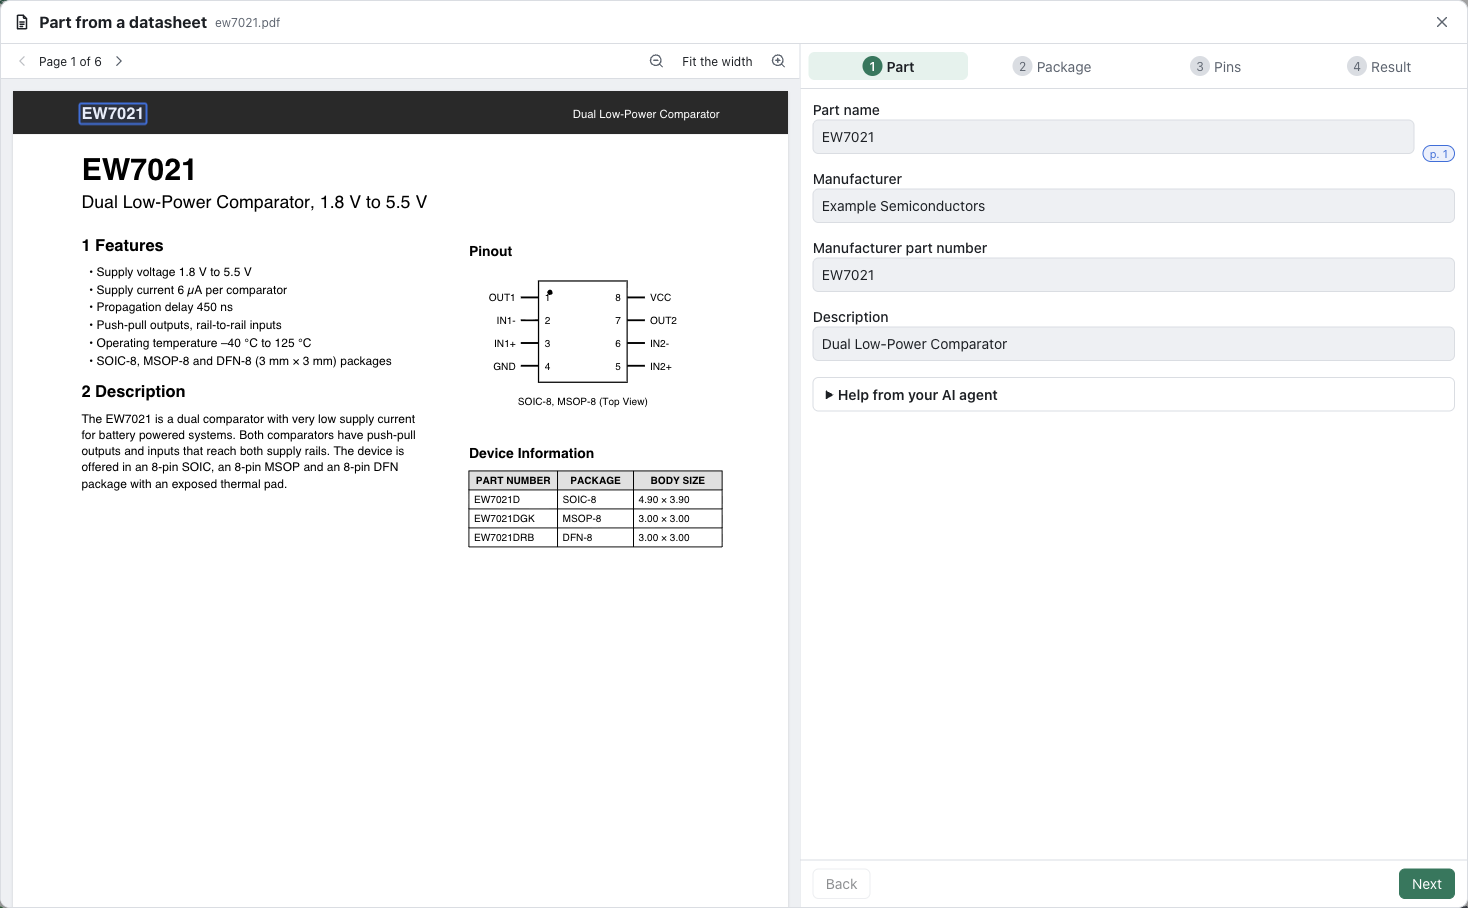 Part from a datasheet ew7021.pdf
Page 1 of 6
Fit the width
EW7021
Dual Low-Power Comparator
EW7021
Dual Low-Power Comparator, 1.8 V to 5.5 V
1 Features
• Supply voltage 1.8 V to 5.5 V
• Supply current 6 µA per comparator
• Propagation delay 450 ns
• Push-pull outputs, rail-to-rail inputs
• Operating temperature –40 °C to 125 °C
• SOIC-8, MSOP-8 and DFN-8 (3 mm × 3 mm) packages
2 Description
The EW7021 is a dual comparator with very low supply current
for battery powered systems. Both comparators have push-pull
outputs and inputs that reach both supply rails. The device is
offered in an 8-pin SOIC, an 8-pin MSOP and an 8-pin DFN
package with an exposed thermal pad.
Pinout
OUT1 1 8 VCC
IN1- 2 7 OUT2
IN1+ 3 6 IN2-
GND 4 5 IN2+
SOIC-8, MSOP-8 (Top View)
Device Information
PART NUMBER PACKAGE BODY SIZE
EW7021D SOIC-8 4.90 × 3.90
EW7021DGK MSOP-8 3.00 × 3.00
EW7021DRB DFN-8 3.00 × 3.00
1 Part 2 Package 3 Pins 4 Result
Part name
EW7021
p. 1
Manufacturer
Example Semiconductors
Manufacturer part number
EW7021
Description
Dual Low-Power Comparator
Help from your AI agent
Back Next